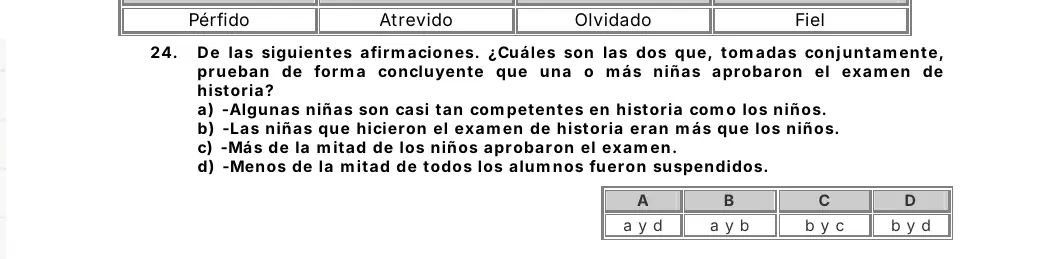 Pérfido Atrevido Olvidado Fiel
24. De las siguientes afirmaciones. ¿Cuáles son las dos que, tomadas conjuntamente,
prueban de forma concluyente que una o más niñas aprobaron el examen de
historia?
a) -Algunas niñas son casi tan competentes en historia como los niños.
b) -Las niñas que hicieron el examen de historia eran más que los niños.
c) -Más de la mitad de los niños aprobaron el examen.
d) -Menos de la mitad de todos los alumnos fueron suspendidos.
A B C D
a y d a y b b y c b y d